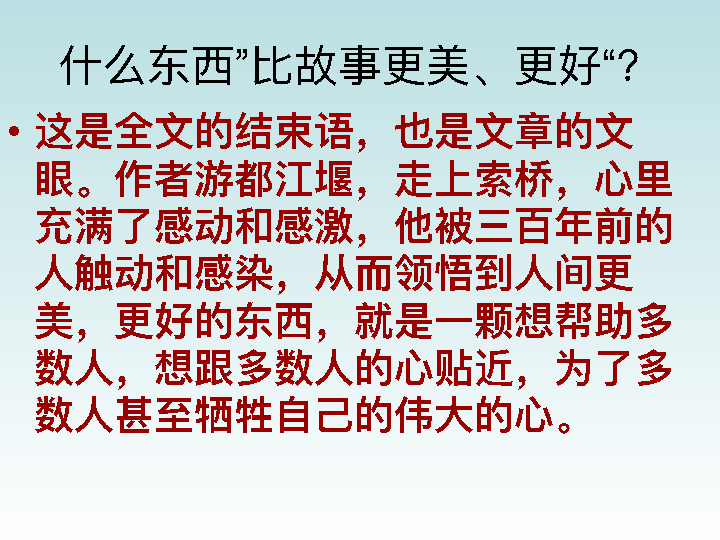 什么东西”比故事更美、更好“?
•这是全文的结束语，也是文章的文
眼。作者游都江堰，走上索桥，心里
充满了感动和感激，他被三百年前的
人触动和感染，从而领悟到人间更
美，更好的东西，就是一颗想帮助多
数人，想跟多数人的心贴近，为了多
数人甚至牺牲自己的伟大的心。